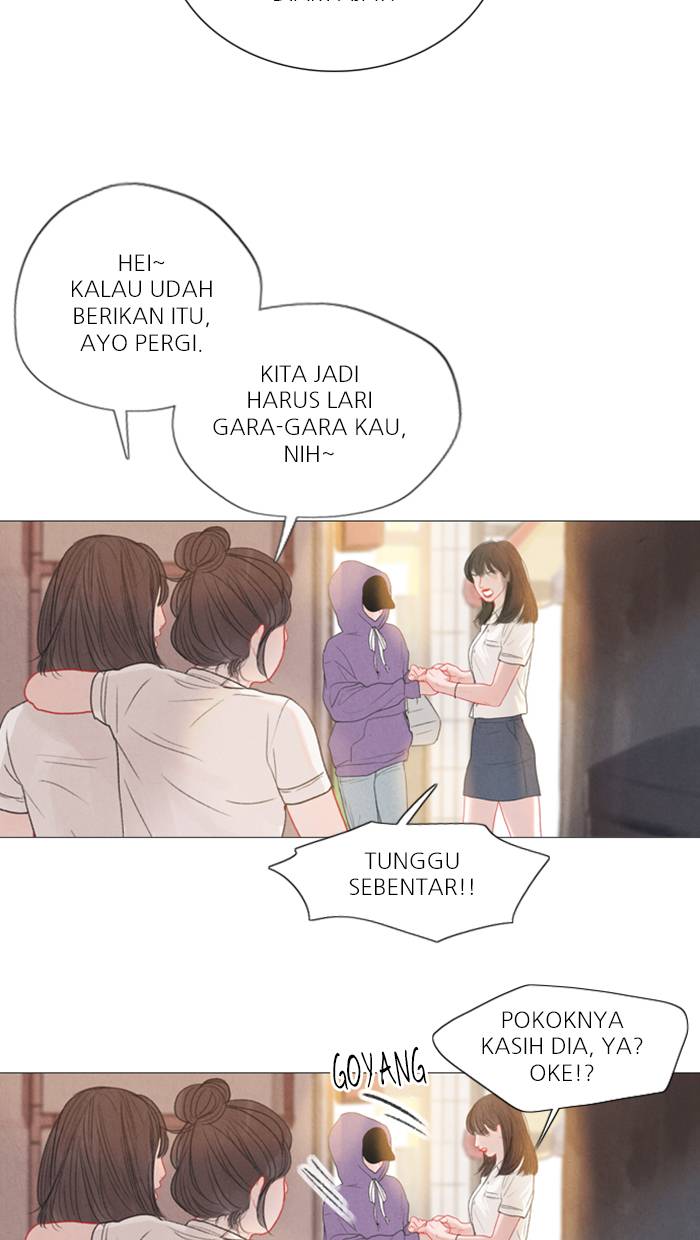 HEI~
KALAU UDAH
BERIKAN ITU,
AYO PERGI.
KITA JADI
HARUS LARI
GARA-GARA KAU,
NIH~
TUNGGU
SEBENTAR!!
POKOKNYA
KASIH DIA, YA?
OKE!?
GOYANG